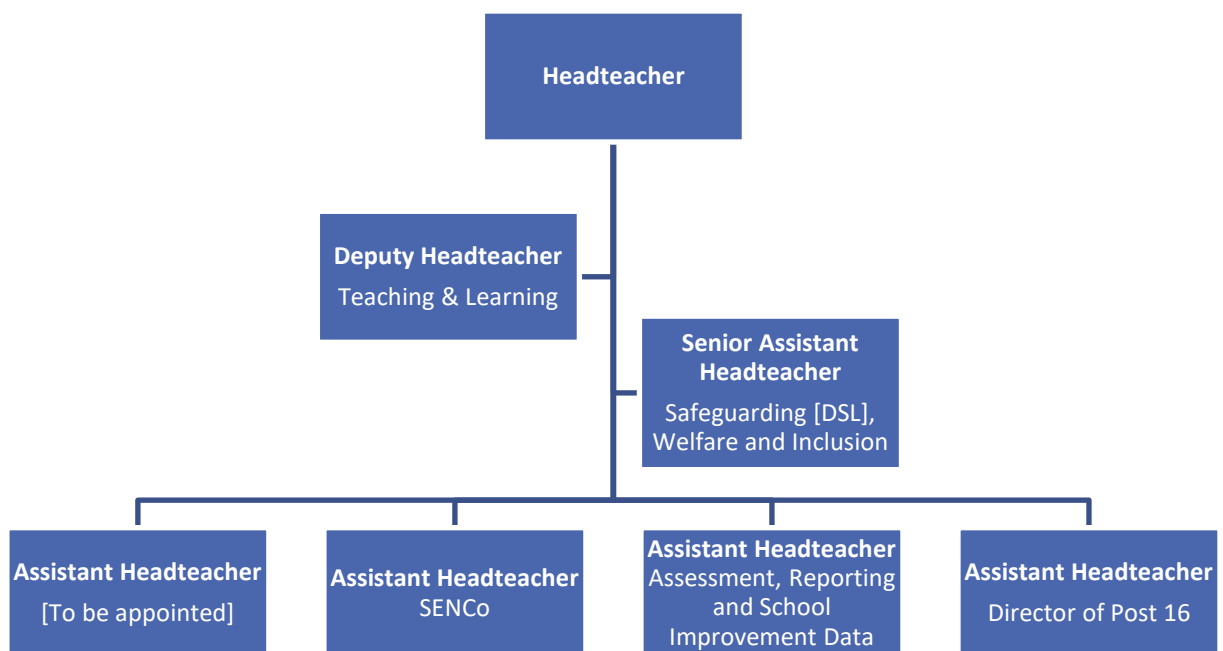 Headteacher
Deputy Headteacher
Teaching & Learning
Senior Assistant
Headteacher
Safeguarding [DSL],
Welfare and Inclusion
Assistant Headteacher
[To be appointed]
Assistant Headteacher
SENCo
Assistant Headteacher
Assessment, Reporting
and School
Improvement Data
Assistant Headteacher
Director of Post 16